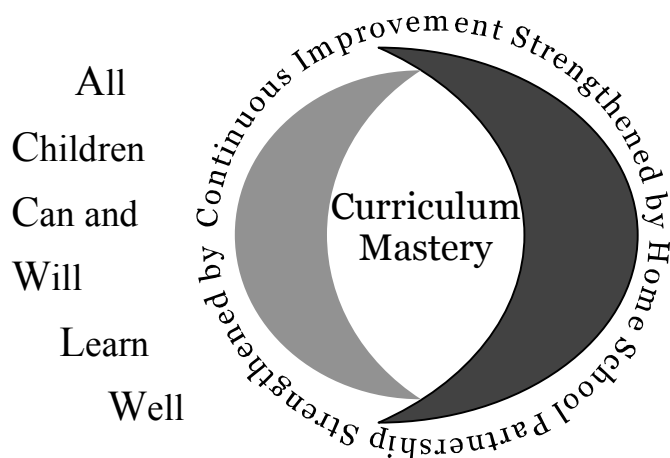 All
Children
Can and
Will
Learn
Well
Curriculum
Mastery
Strengthened by Continuous Improvement Strengthened by Home School Partnership